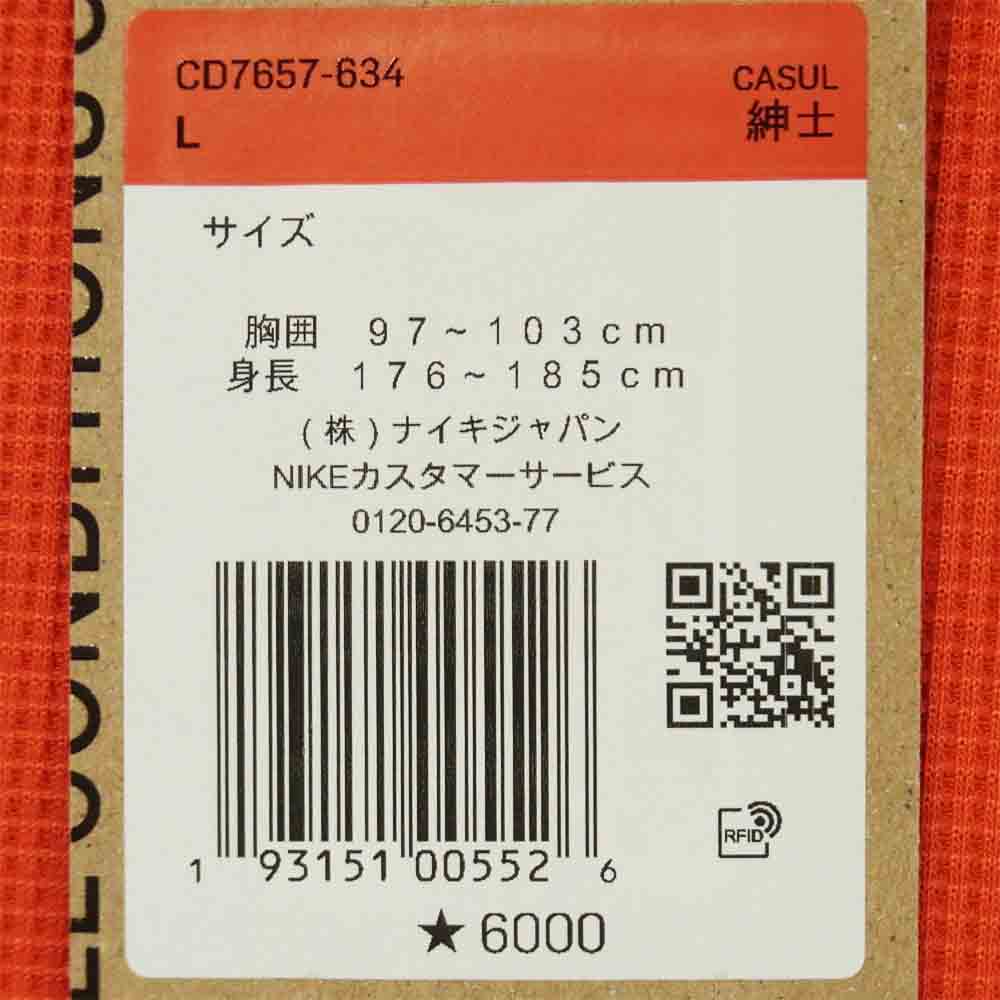 CD7657-634
L
CASUL
紳士
サイズ
胸囲 97~103cm
身長 176~185cm
(株)ナイキジャパン
NIKEカスタマーサービス
0120-6453-77
1 93151 00552 6
RFID
★6000